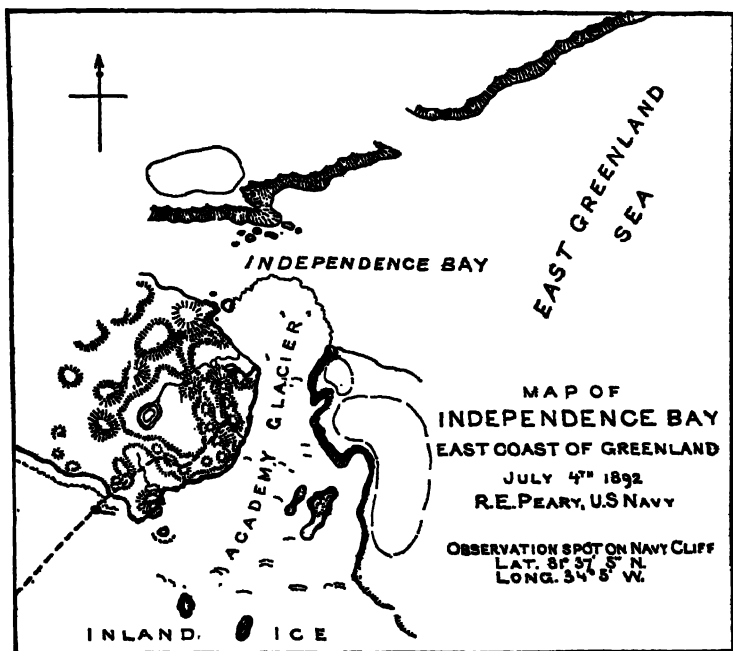 EAST GREENLAND
SEA
INDEPENDENCE BAY
ACADEMY GLACIER
MAP OF
INDEPENDENCE BAY
EAST COAST OF GREENLAND
JULY 4TH 1892
R.E. PEARY, U.S NAVY
OBSERVATION SPOT ON NAVY CLIFF
LAT. 81° 37' 5" N.
LONG. 34° 5' W.
INLAND. ICE